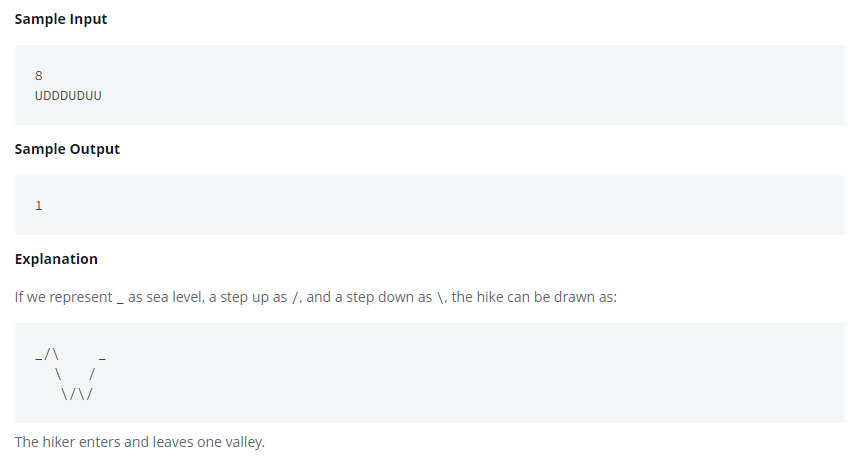 Sample Input
8
UDDDUDUU
Sample Output
1
Explanation
If we represent _ as sea level, a step up as /, and a step down as \, the hike can be drawn as:
_/\      _
   \    /
    \/\/
The hiker enters and leaves one valley.